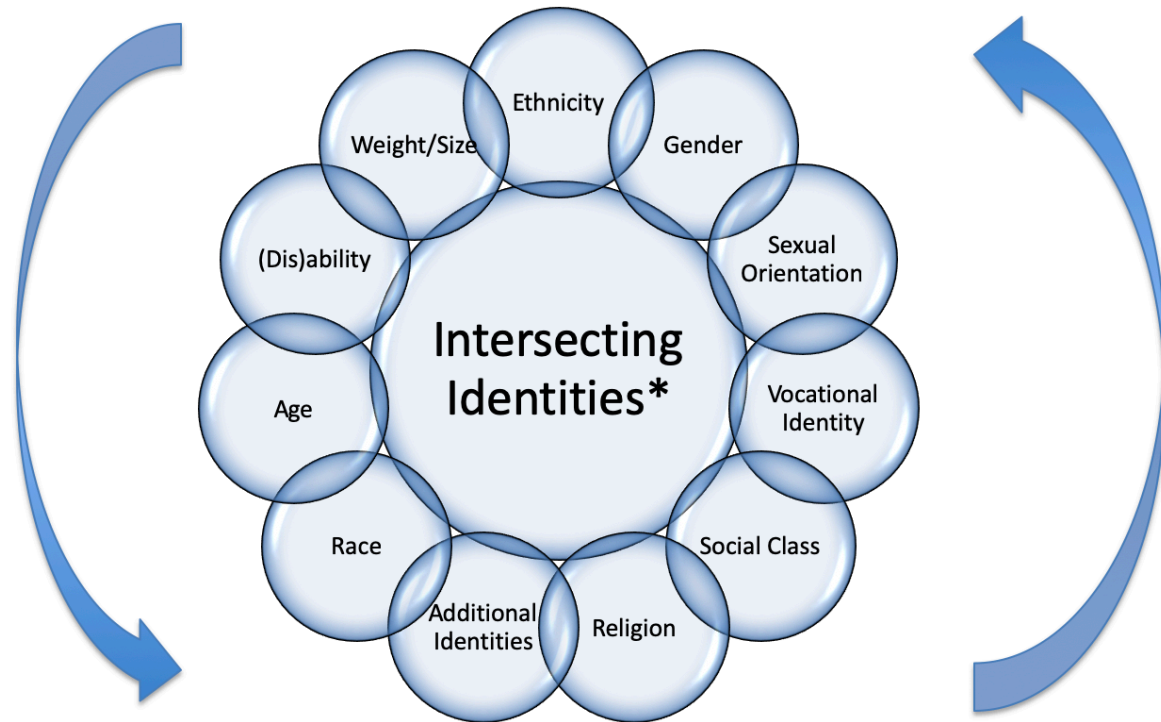 Ethnicity
Gender
Sexual
Orientation
Vocational
Identity
Social Class
Religion
Additional
Identities
Race
Age
(Dis)ability
Weight/Size
Intersecting
Identities*